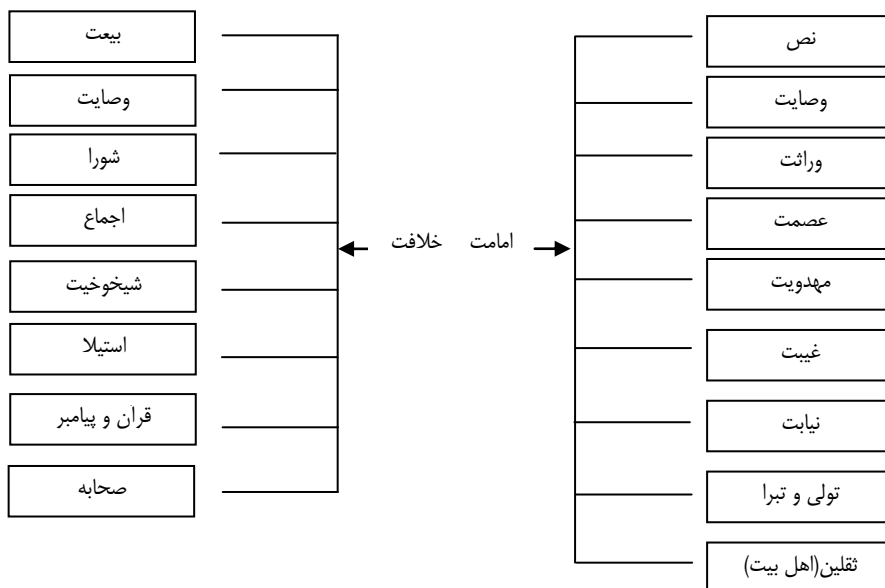 نص
وصایت
وراثت
عصمت
مهدویت
غیبت
نیابت
تولی و تبرا
ثقلین(اهل بیت)
امامت خلافت
بیعت
وصایت
شورا
اجماع
شیخوخیت
استیلا
قرآن و پیامبر
صحابه